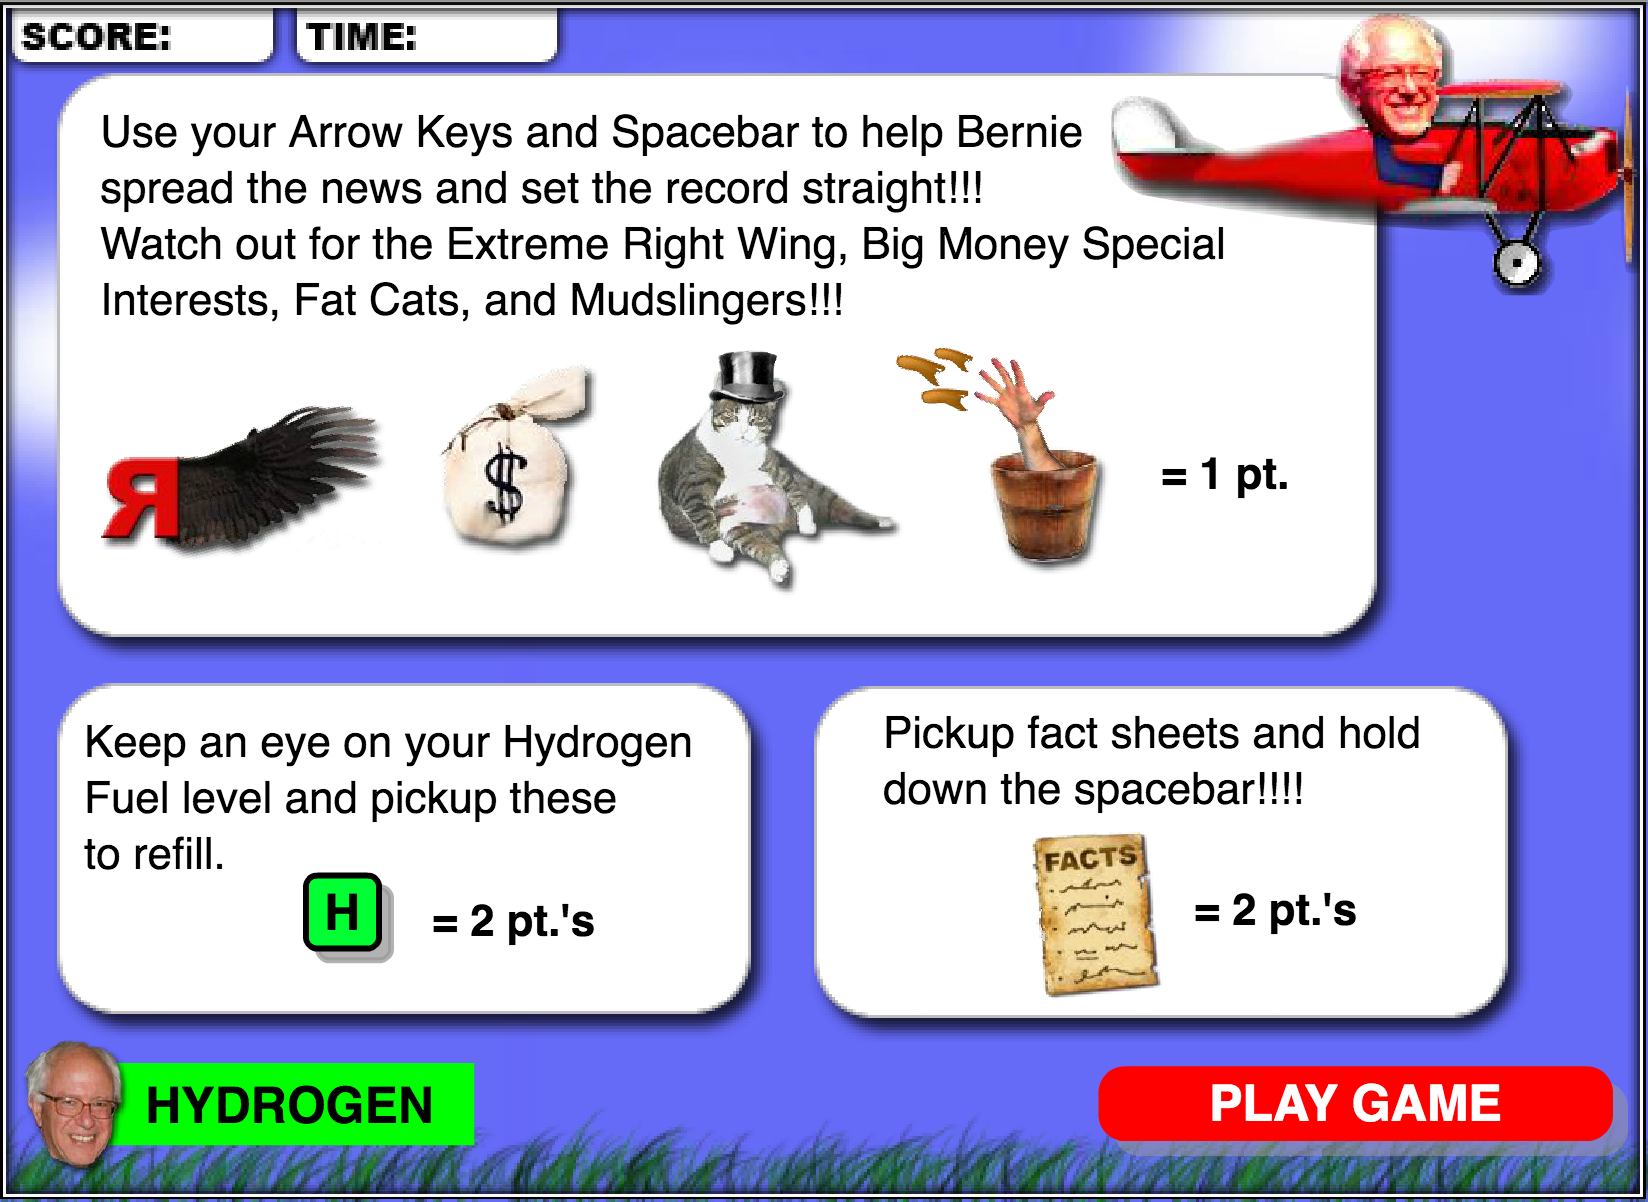 SCORE:
TIME:
Use your Arrow Keys and Spacebar to help Bernie
spread the news and set the record straight!!!
Watch out for the Extreme Right Wing, Big Money Special
Interests, Fat Cats, and Mudslingers!!!
Я
$
= 1 pt.
Keep an eye on your Hydrogen
Fuel level and pickup these
to refill.
H
= 2 pt.'s
Pickup fact sheets and hold
down the spacebar!!!!
FACTS
= 2 pt.'s
HYDROGEN
PLAY GAME